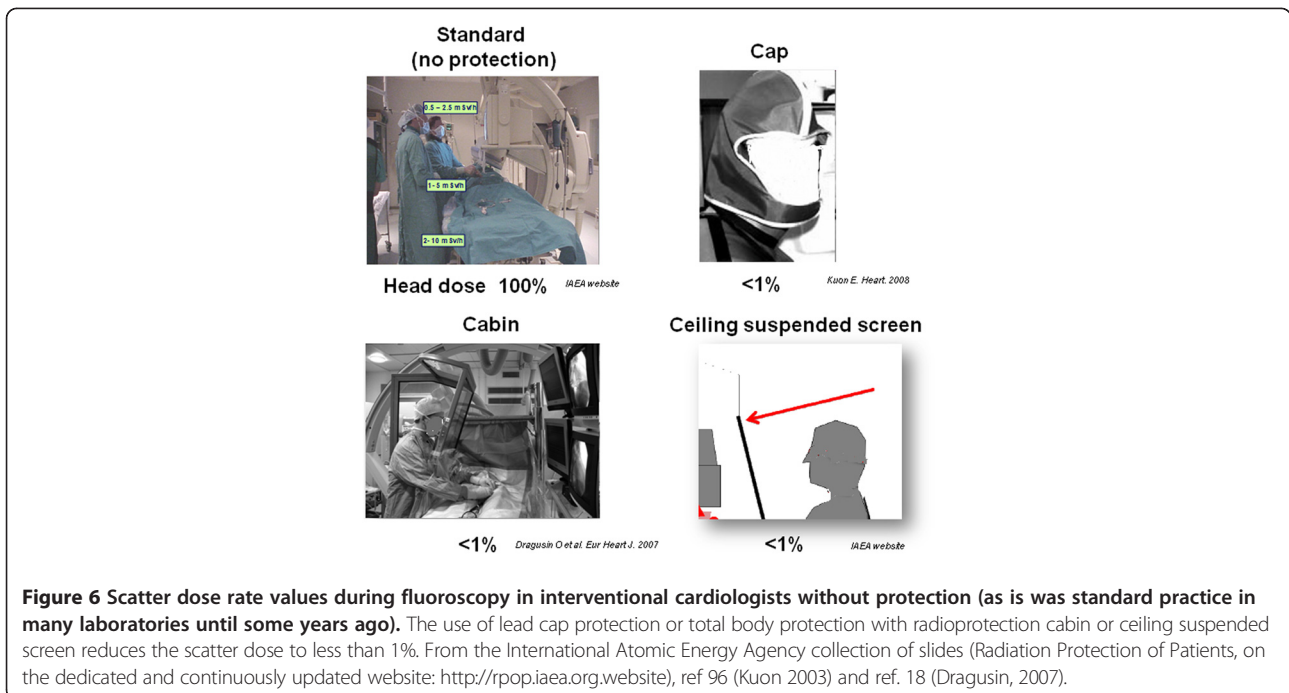 Standard
(no protection)
0.5 – 2.5 mSv/h
1- 5 mSv/h
2- 10 mSv/h
Head dose 100% IAEA website
Cap
<1% Kuon E. Heart. 2008
Cabin
<1% Dragusin O et al. Eur Heart J. 2007
Ceiling suspended screen
<1% IAEA website
Figure 6 Scatter dose rate values during fluoroscopy in interventional cardiologists without protection (as is was standard practice in
many laboratories until some years ago). The use of lead cap protection or total body protection with radioprotection cabin or ceiling suspended
screen reduces the scatter dose to less than 1%. From the International Atomic Energy Agency collection of slides (Radiation Protection of Patients, on
the dedicated and continuously updated website: http://rpop.iaea.org.website), ref 96 (Kuon 2003) and ref. 18 (Dragusin, 2007).